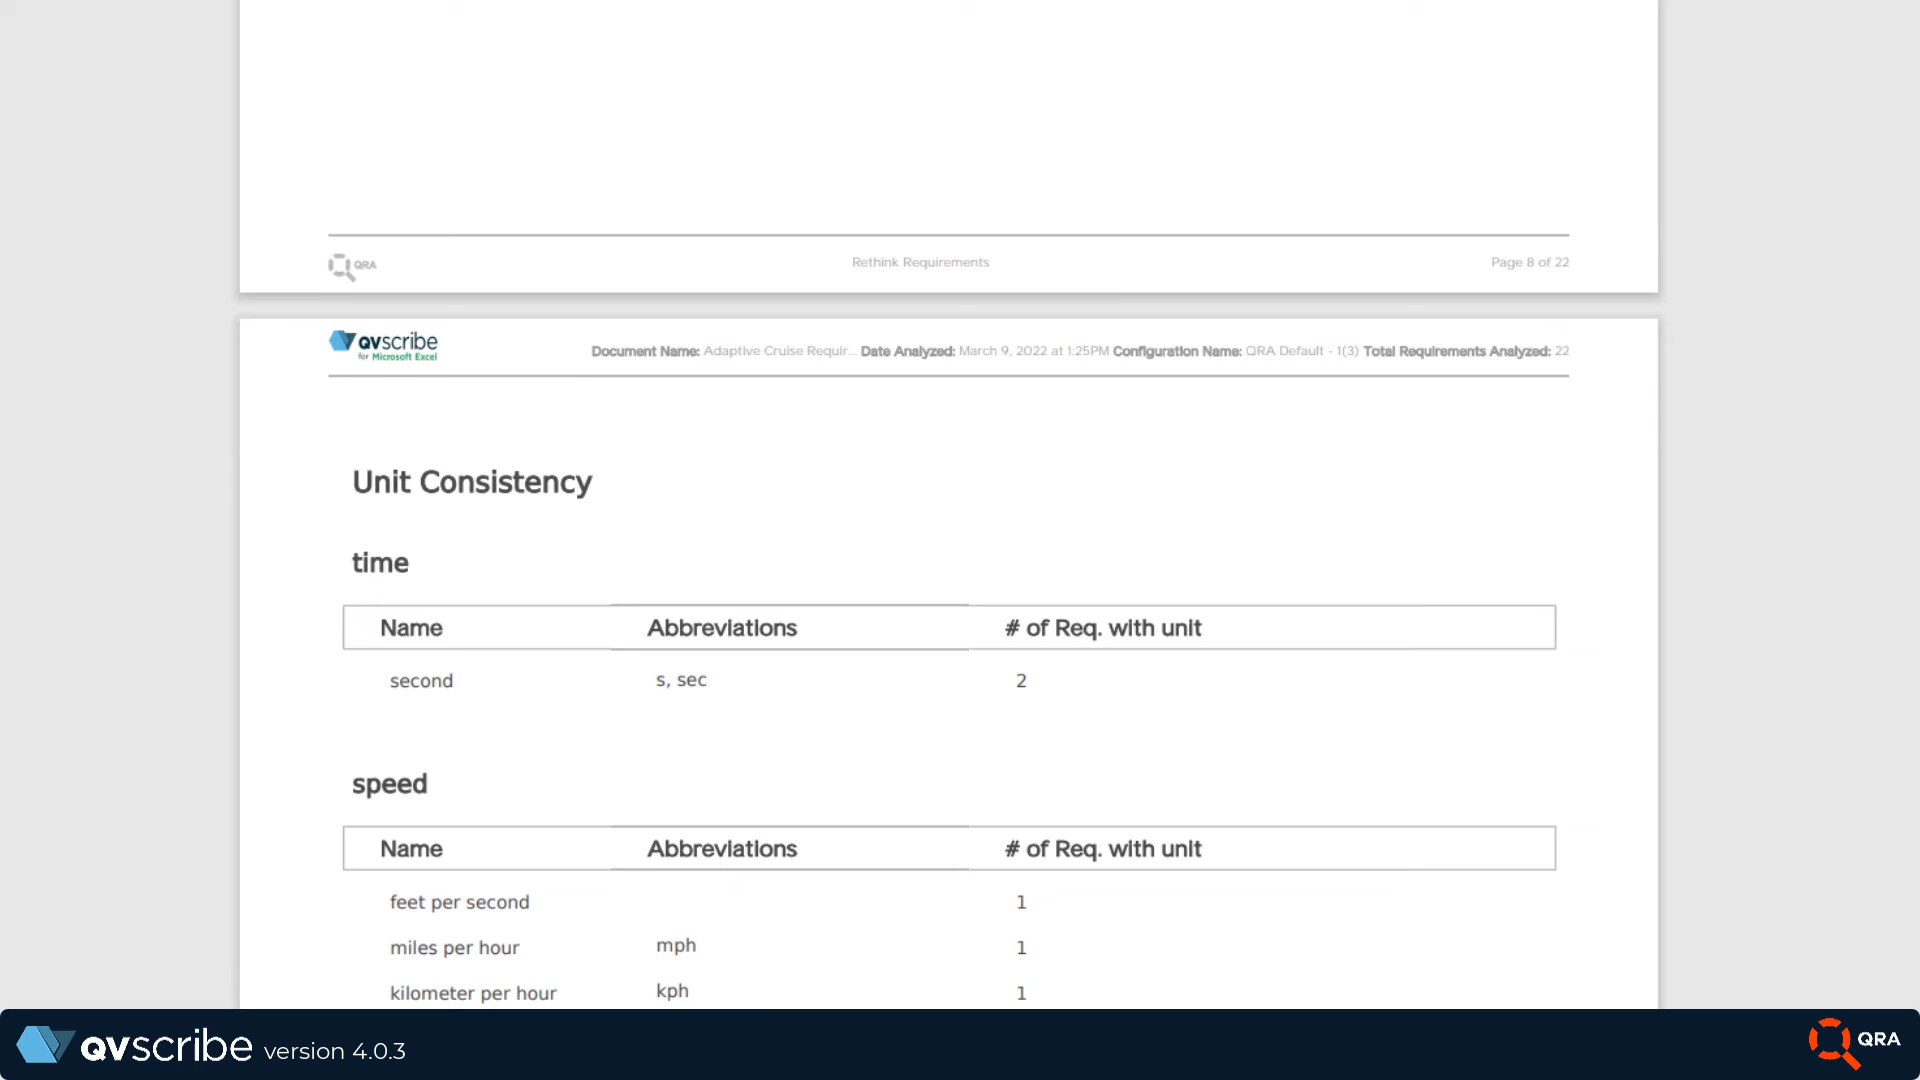 QRA Rethink Requirements Page 8 of 22
qvscribe
for Microsoft Excel
Document Name: Adaptive Cruise Requir... Date Analyzed: March 9, 2022 at 1:25PM Configuration Name: QRA Default - 1(3) Total Requirements Analyzed: 22
Unit Consistency
time
Name Abbreviations # of Req. with unit
second s, sec 2
speed
Name Abbreviations # of Req. with unit
feet per second 1
miles per hour mph 1
kilometer per hour kph 1
qvscribe version 4.0.3 QRA